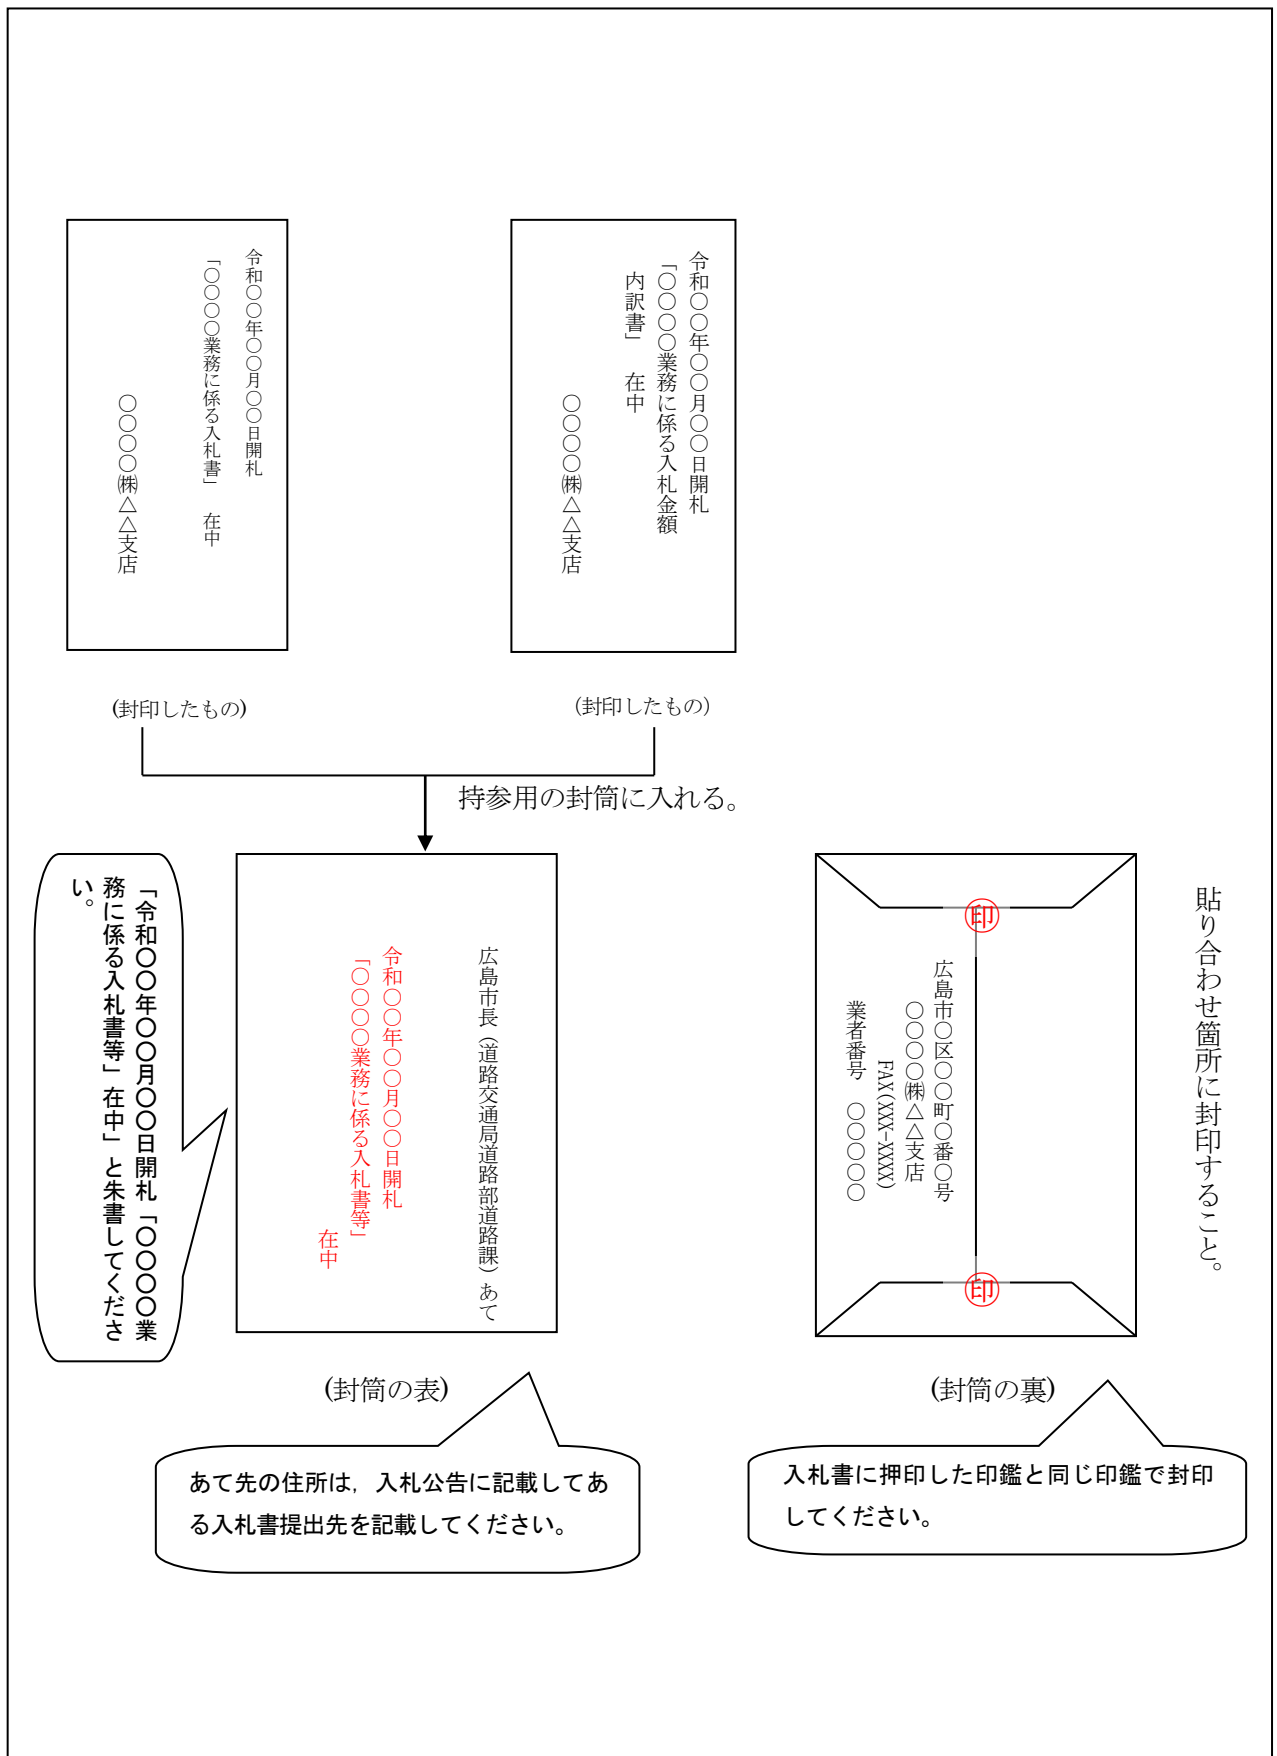 令和〇〇年〇〇月〇〇日開札
「〇〇〇〇業務に係る入札金額
内訳書」　在中
〇〇〇〇㈱△△支店
令和〇〇年〇〇月〇〇日開札
「〇〇〇〇業務に係る入札書」　在中
〇〇〇〇㈱△△支店
(封印したもの)
(封印したもの)
持参用の封筒に入れる。
貼り合わせ箇所に封印すること。
印
広島市〇区〇〇町〇番〇号
〇〇〇〇㈱△△支店
FAX(XXX-XXXX)
業者番号　〇〇〇〇〇
印
(封筒の裏)
入札書に押印した印鑑と同じ印鑑で封印
してください。
広島市長（道路交通局道路部道路課）あて
令和〇〇年〇〇月〇〇日開札
「〇〇〇〇業務に係る入札書等」
在中
(封筒の表)
「令和〇〇年〇〇月〇〇日開札「〇〇〇〇業
務に係る入札書等」在中」と朱書してくださ
い。
あて先の住所は，入札公告に記載してあ
る入札書提出先を記載してください。